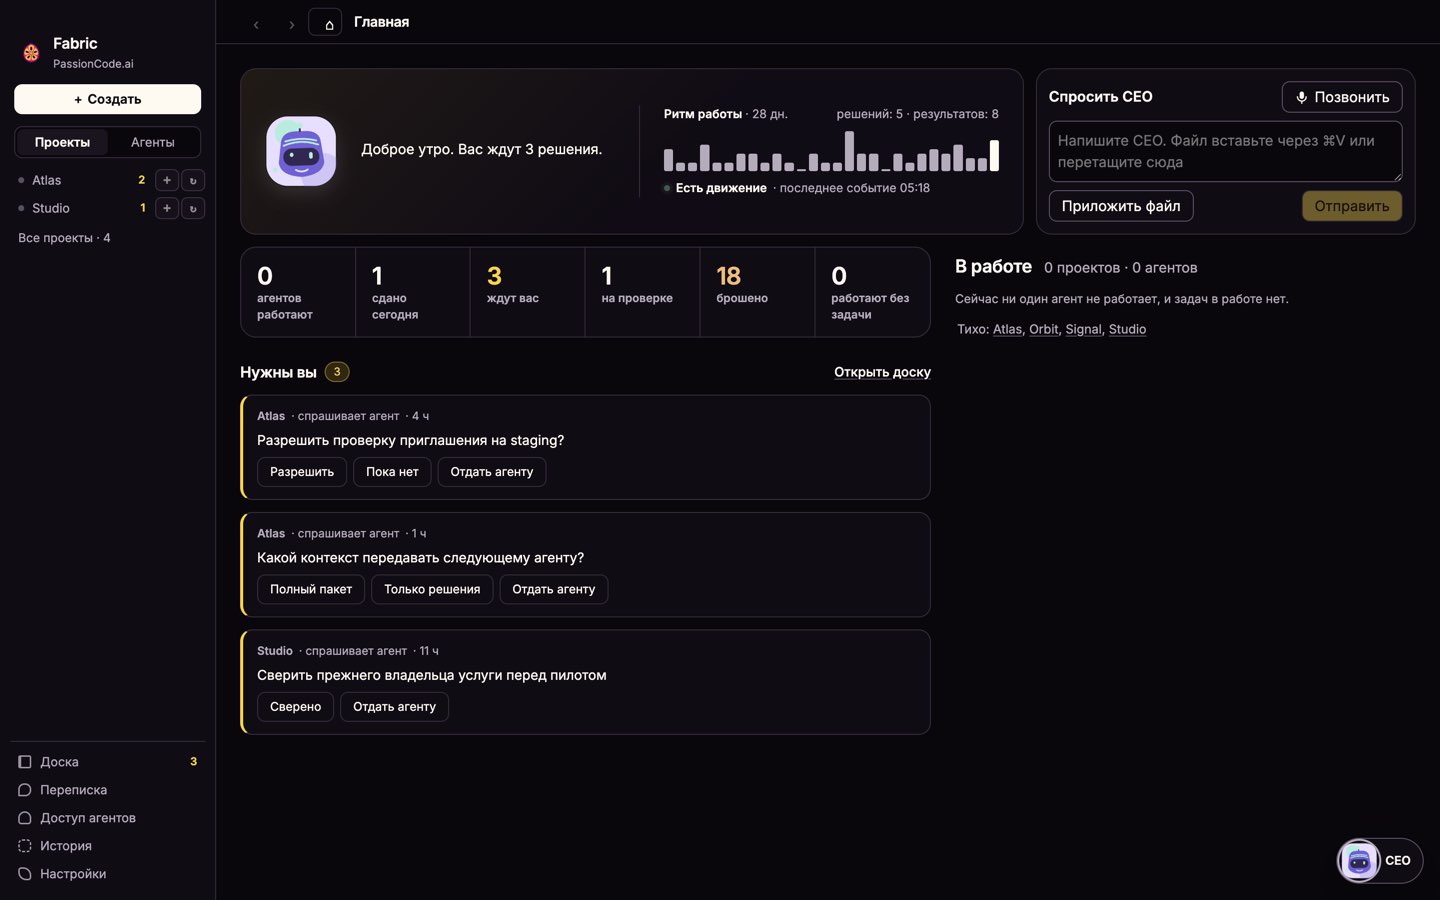 Fabric
PassionCode.ai
+ Создать
Проекты
Агенты
Atlas 2 + ↻
Studio 1 + ↻
Все проекты · 4
Доска 3
Переписка
Доступ агентов
История
Настройки
‹ › ⌂ Главная
Доброе утро. Вас ждут 3 решения.
Ритм работы · 28 дн.
решений: 5 · результатов: 8
Есть движение · последнее событие 05:18
Спросить CEO
Позвонить
Напишите CEO. Файл вставьте через ⌘V или
перетащите сюда
Приложить файл
Отправить
0
агентов
работают
1
сдано
сегодня
3
ждут вас
1
на проверке
18
брошено
0
работают без
задачи
В работе 0 проектов · 0 агентов
Сейчас ни один агент не работает, и задач в работе нет.
Тихо: Atlas, Orbit, Signal, Studio
Нужны вы 3
Открыть доску
Atlas · спрашивает агент · 4 ч
Разрешить проверку приглашения на staging?
Разрешить
Пока нет
Отдать агенту
Atlas · спрашивает агент · 1 ч
Какой контекст передавать следующему агенту?
Полный пакет
Только решения
Отдать агенту
Studio · спрашивает агент · 11 ч
Сверить прежнего владельца услуги перед пилотом
Сверено
Отдать агенту
CEO